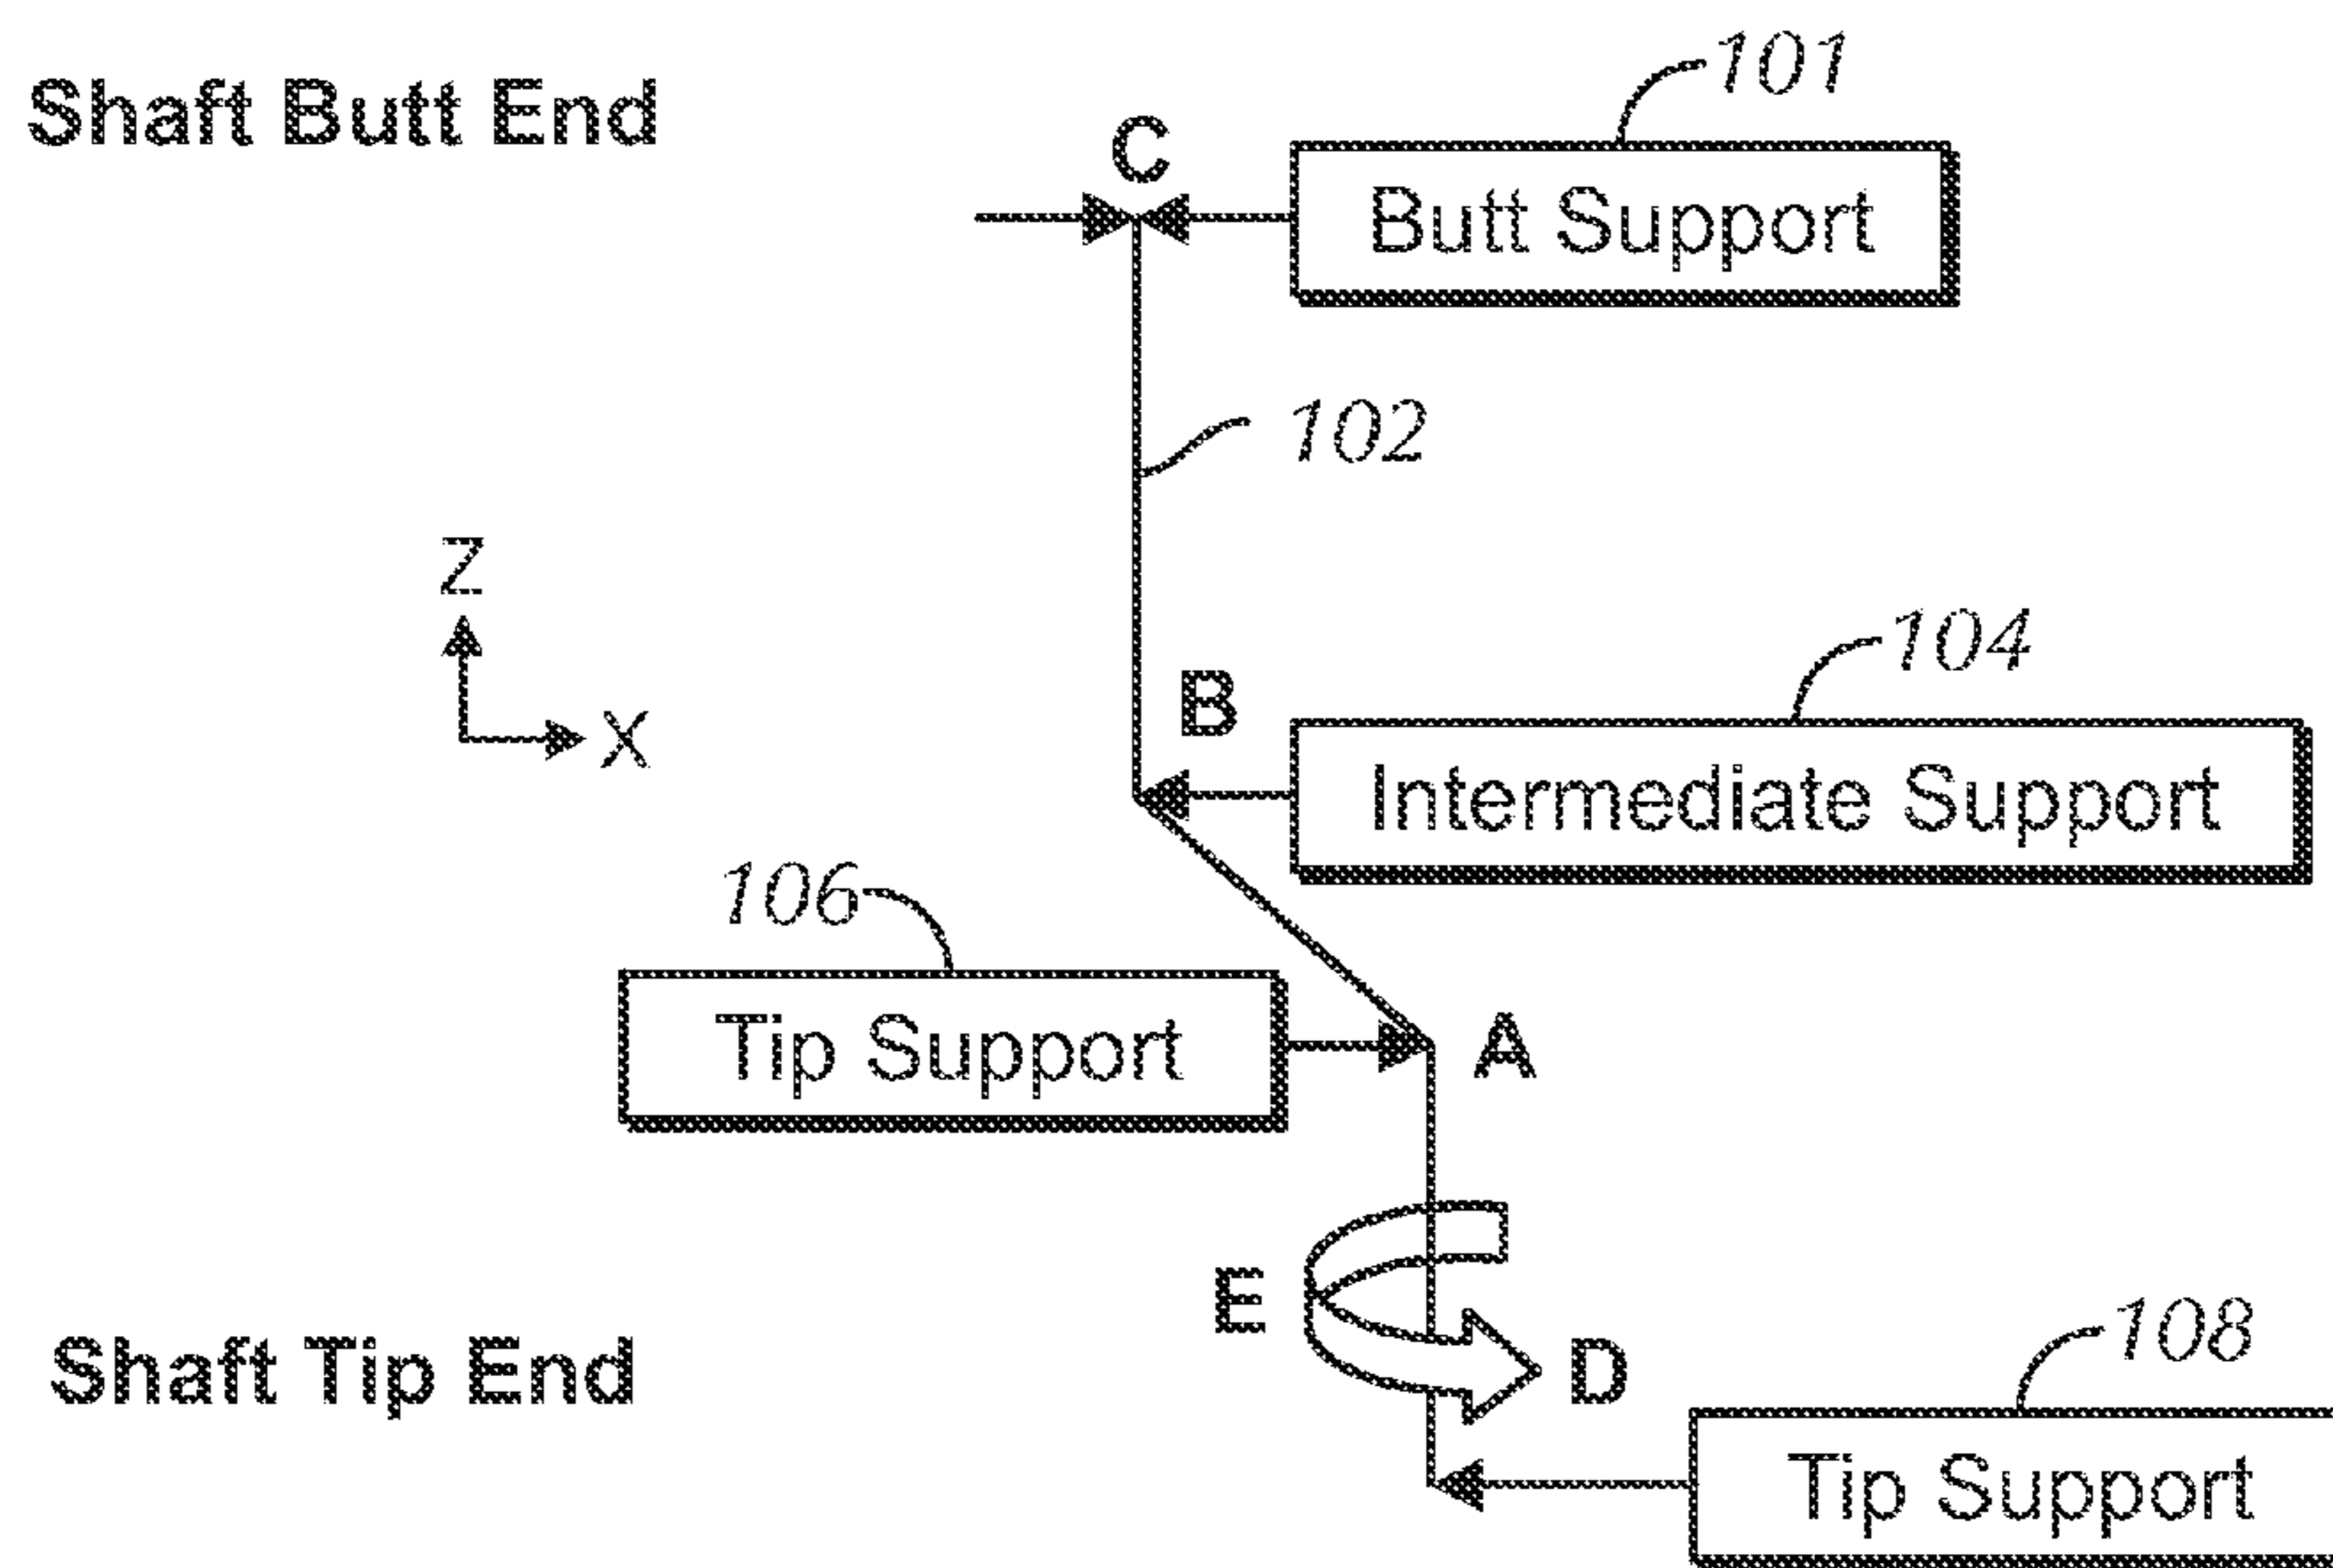 101
Shaft Butt End
C
Butt Support
102
Z
104
B
X
Intermediate Support
106
Tip Support
A
E
108
Shaft Tip End
D
Tip Support